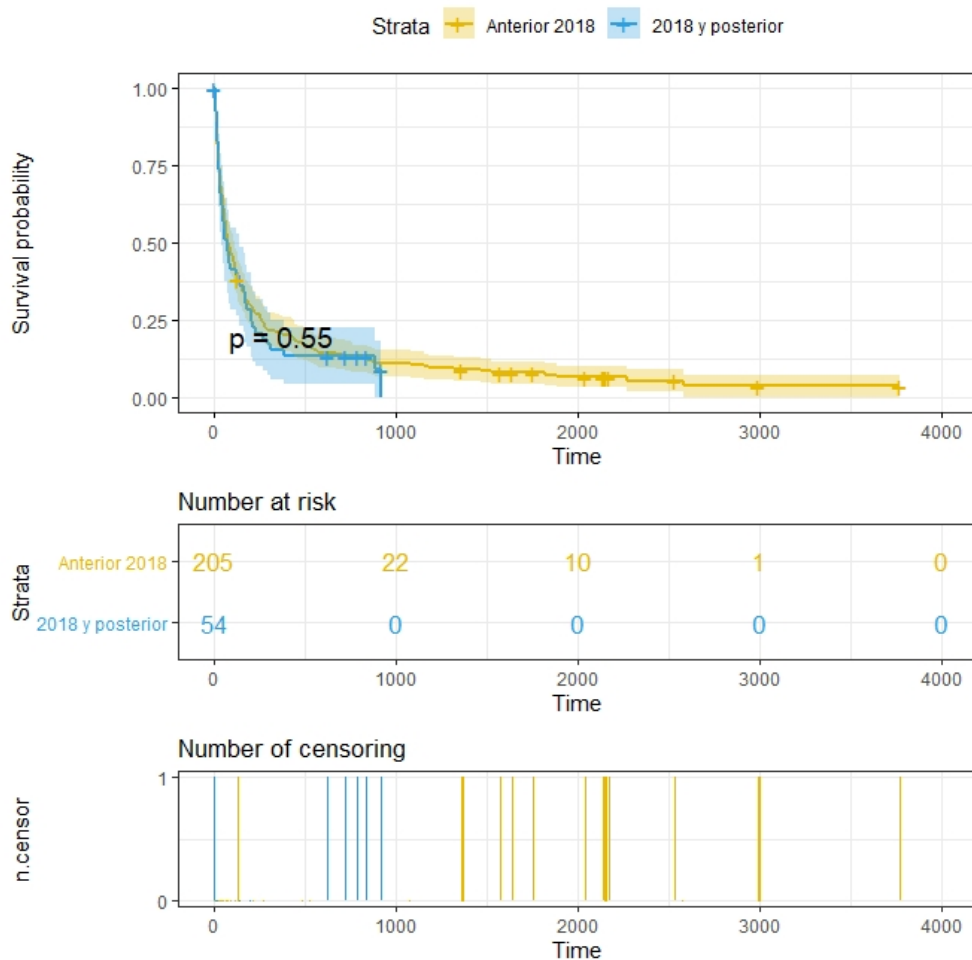 Strata Anterior 2018 2018 y posterior
Survival probability
1.00
0.75
0.50
0.25
0.00
p = 0.55
0 1000 2000 3000 4000
Time
Number at risk
Strata
Anterior 2018 205 22 10 1 0
2018 y posterior 54 0 0 0 0
0 1000 2000 3000 4000
Time
Number of censoring
n.censor
1
0
0 1000 2000 3000 4000
Time